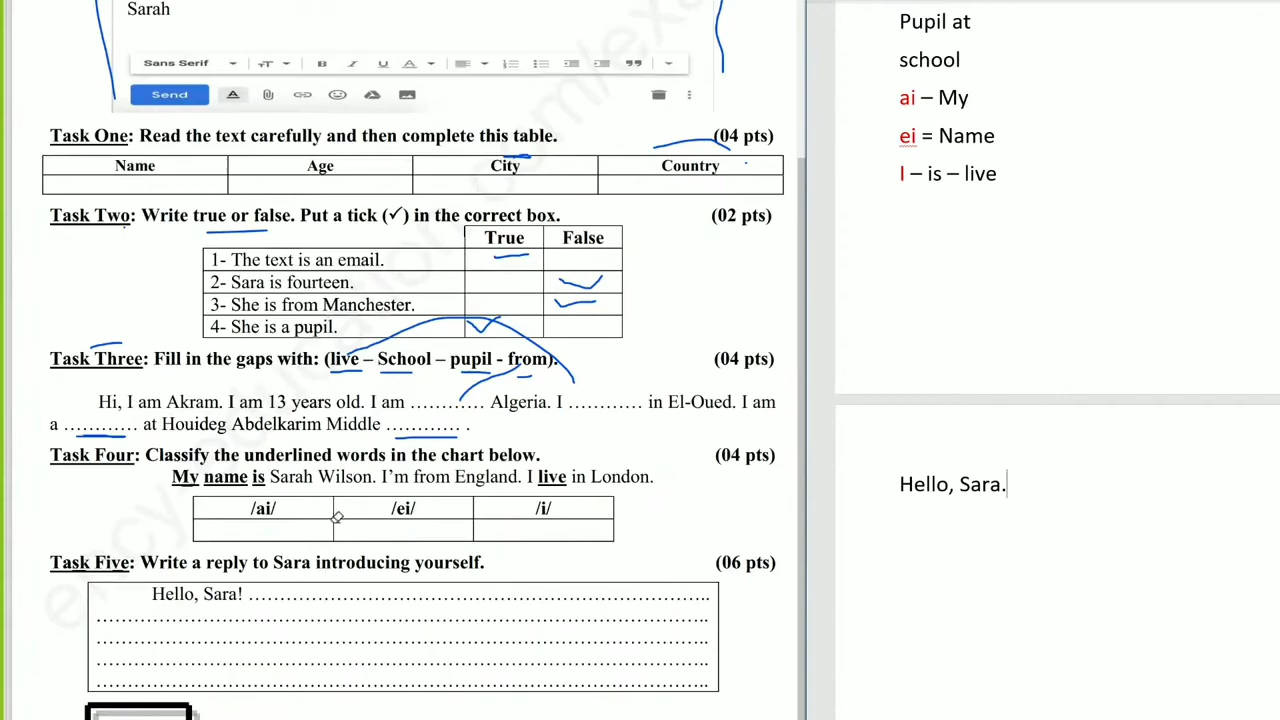 Sarah
Sans Serif
Send
Task One: Read the text carefully and then complete this table. (04 pts)
Name Age City Country
Task Two: Write true or false. Put a tick (✓) in the correct box. (02 pts)
True False
1- The text is an email.
2- Sara is fourteen.
3- She is from Manchester.
4- She is a pupil.
Task Three: Fill in the gaps with: (live – School – pupil - from). (04 pts)
Hi, I am Akram. I am 13 years old. I am ………… Algeria. I ………… in El-Oued. I am
a ………… at Houideg Abdelkarim Middle ………… .
Task Four: Classify the underlined words in the chart below. (04 pts)
My name is Sarah Wilson. I'm from England. I live in London.
/ai/ /ei/ /i/
Task Five: Write a reply to Sara introducing yourself. (06 pts)
Hello, Sara! ……………………………………………………………..
Pupil at
school
ai – My
ei = Name
I – is – live
Hello, Sara.